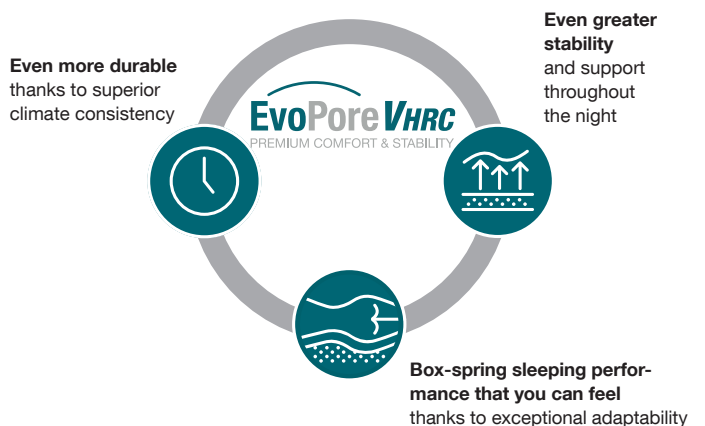 Even greater
stability
and support
throughout
the night
Even more durable
thanks to superior
climate consistency
EvoPore VHRC
PREMIUM COMFORT & STABILITY
Box-spring sleeping perfor-
mance that you can feel
thanks to exceptional adaptability